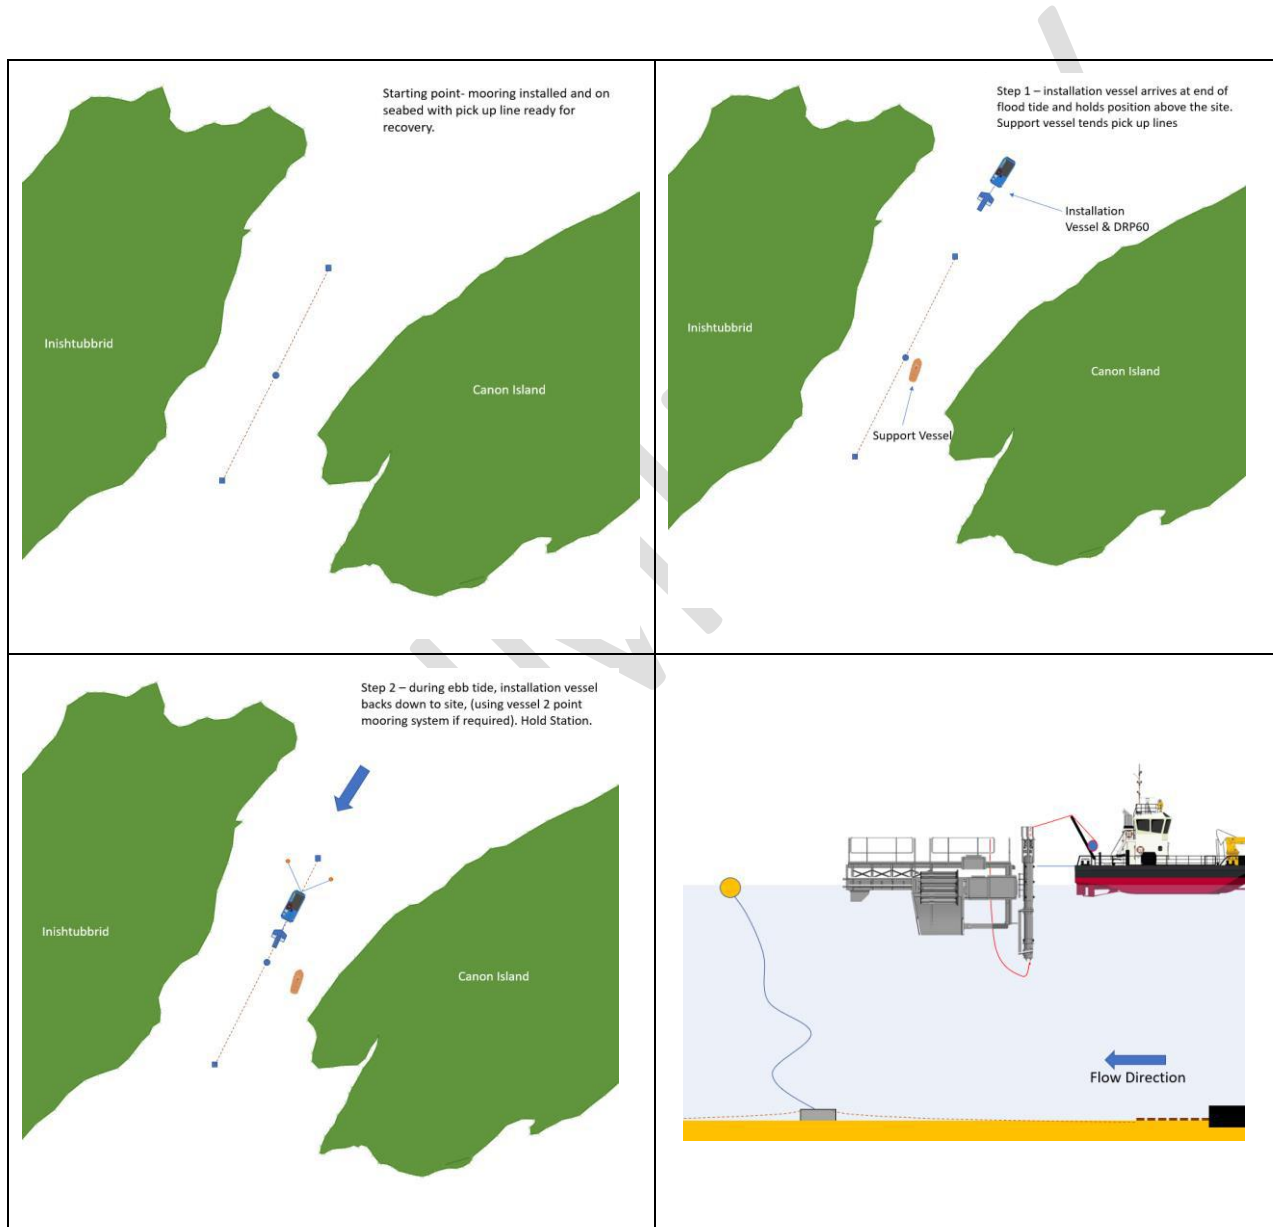 Starting point- mooring installed and on
seabed with pick up line ready for
recovery.
Inishtubbrid
Canon Island
Step 1 – installation vessel arrives at end of
flood tide and holds position above the site.
Support vessel tends pick up lines
Installation
Vessel & DRP60
Inishtubbrid
Canon Island
Support Vessel
Step 2 – during ebb tide, installation vessel
backs down to site, (using vessel 2 point
mooring system if required). Hold Station.
Inishtubbrid
Canon Island
Flow Direction